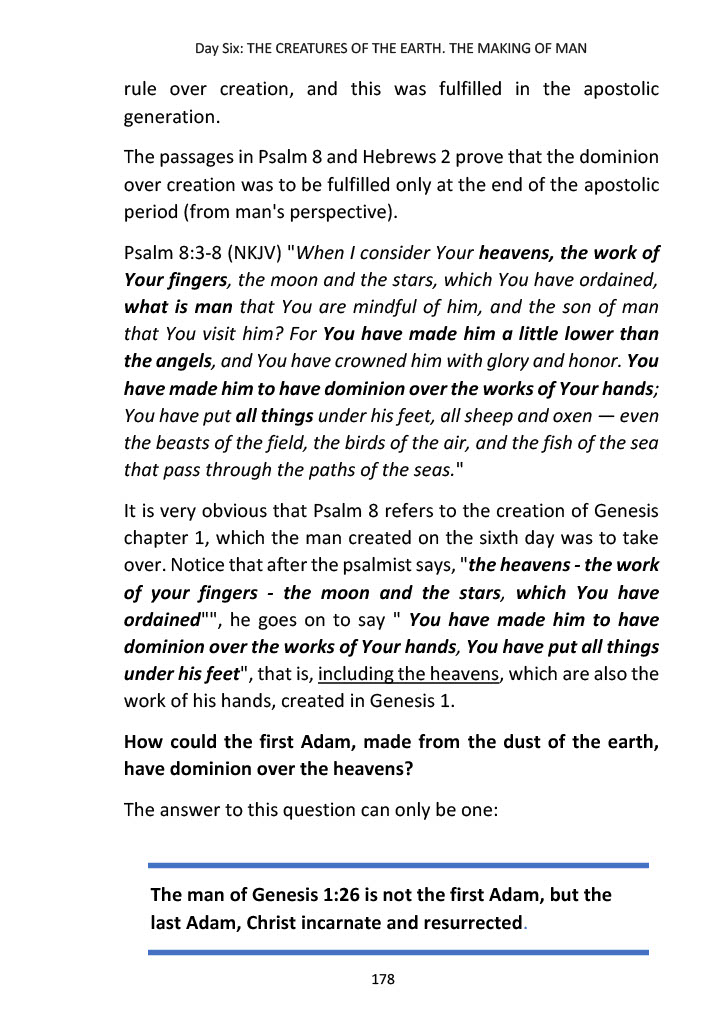 Day Six: THE CREATURES OF THE EARTH. THE MAKING OF MAN
rule over creation, and this was fulfilled in the apostolic
generation.
The passages in Psalm 8 and Hebrews 2 prove that the dominion
over creation was to be fulfilled only at the end of the apostolic
period (from man's perspective).
Psalm 8:3-8 (NKJV) "When I consider Your heavens, the work of
Your fingers, the moon and the stars, which You have ordained,
what is man that You are mindful of him, and the son of man
that You visit him? For You have made him a little lower than
the angels, and You have crowned him with glory and honor. You
have made him to have dominion over the works of Your hands;
You have put all things under his feet, all sheep and oxen — even
the beasts of the field, the birds of the air, and the fish of the sea
that pass through the paths of the seas."
It is very obvious that Psalm 8 refers to the creation of Genesis
chapter 1, which the man created on the sixth day was to take
over. Notice that after the psalmist says, "the heavens - the work
of your fingers - the moon and the stars, which You have
ordained"", he goes on to say " You have made him to have
dominion over the works of Your hands, You have put all things
under his feet", that is, including the heavens, which are also the
work of his hands, created in Genesis 1.
How could the first Adam, made from the dust of the earth,
have dominion over the heavens?
The answer to this question can only be one:
The man of Genesis 1:26 is not the first Adam, but the
last Adam, Christ incarnate and resurrected.
178